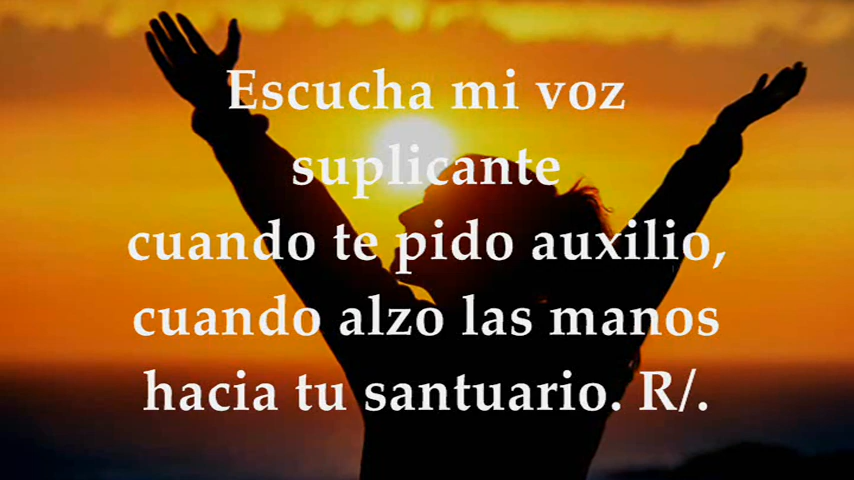 Escucha mi voz
suplicante
cuando te pido auxilio,
cuando alzo las manos
hacia tu santuario. R/.